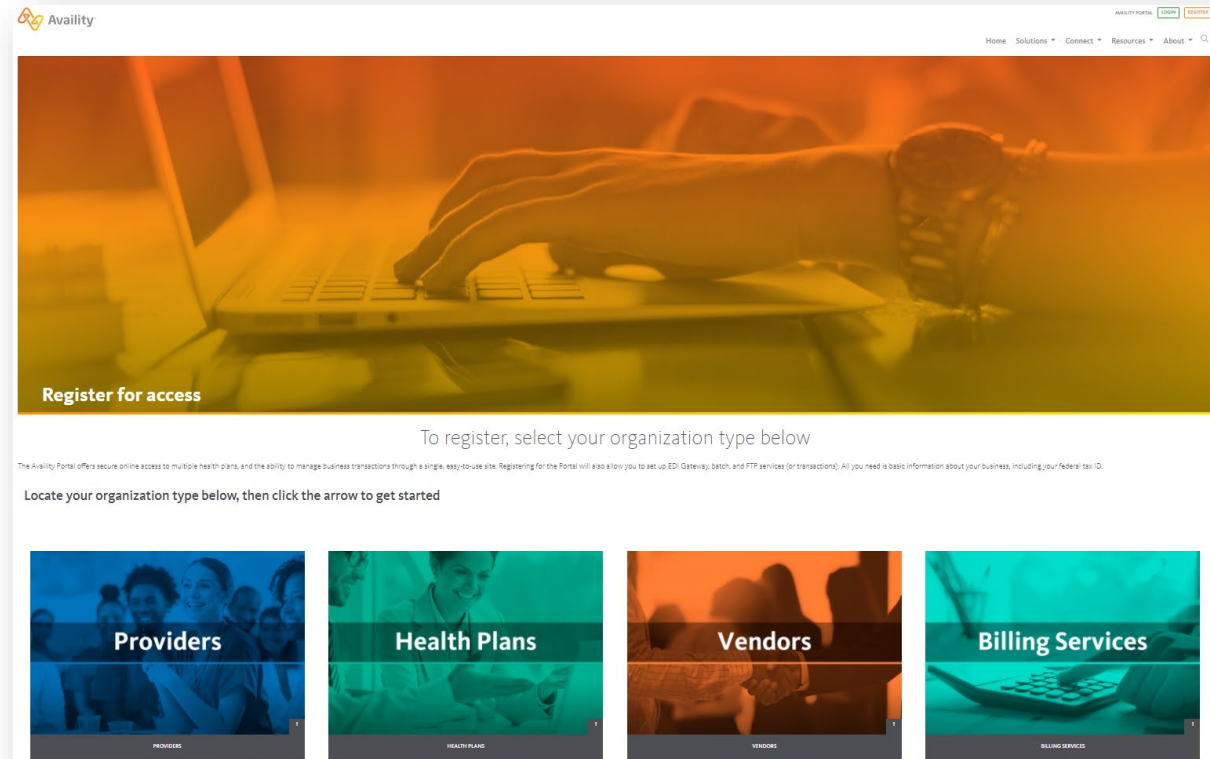 Availity
AVAILITY PORTAL LOGIN REGISTER
Home Solutions Connect Resources About
Register for access
To register, select your organization type below
The Availity Portal offers secure online access to multiple health plans, and the ability to manage business transactions through a single, easy-to-use site. Registering for the Portal will also allow you to set up EDI Gateway, batch, and FTP services (or transactions). All you need is basic information about your business, including your federal tax ID.
Locate your organization type below, then click the arrow to get started
Providers Health Plans Vendors Billing Services
PROVIDERS HEALTH PLANS VENDORS BILLING SERVICES